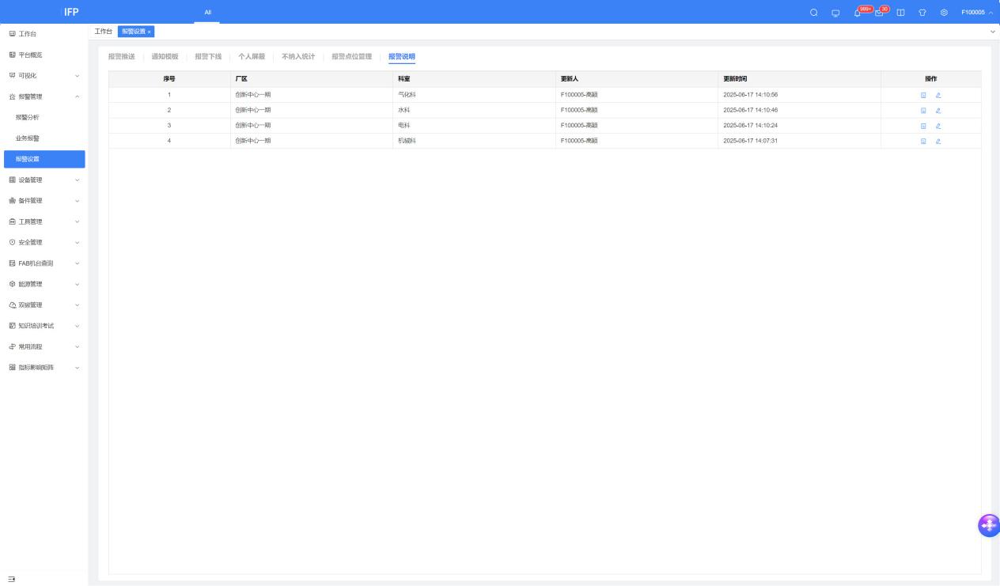 IFP
All
999+
30
F100005
工作台
平台概览
可视化
报警管理
报警分析
业务报警
报警设置
设备管理
备件管理
工具管理
安全管理
FAB机台查询
能源管理
双碳管理
知识培训考试
常用流程
指标影响矩阵
工作台 报警设置 ×
报警推送 通知模板 报警下线 个人屏蔽 不纳入统计 报警点位管理 报警说明
序号 厂区 科室 更新人 更新时间 操作
1 创新中心一期 气化科 F100005-高颖 2025-06-17 14:10:56
2 创新中心一期 水科 F100005-高颖 2025-06-17 14:10:46
3 创新中心一期 电科 F100005-高颖 2025-06-17 14:10:24
4 创新中心一期 机械科 F100005-高颖 2025-06-17 14:07:31